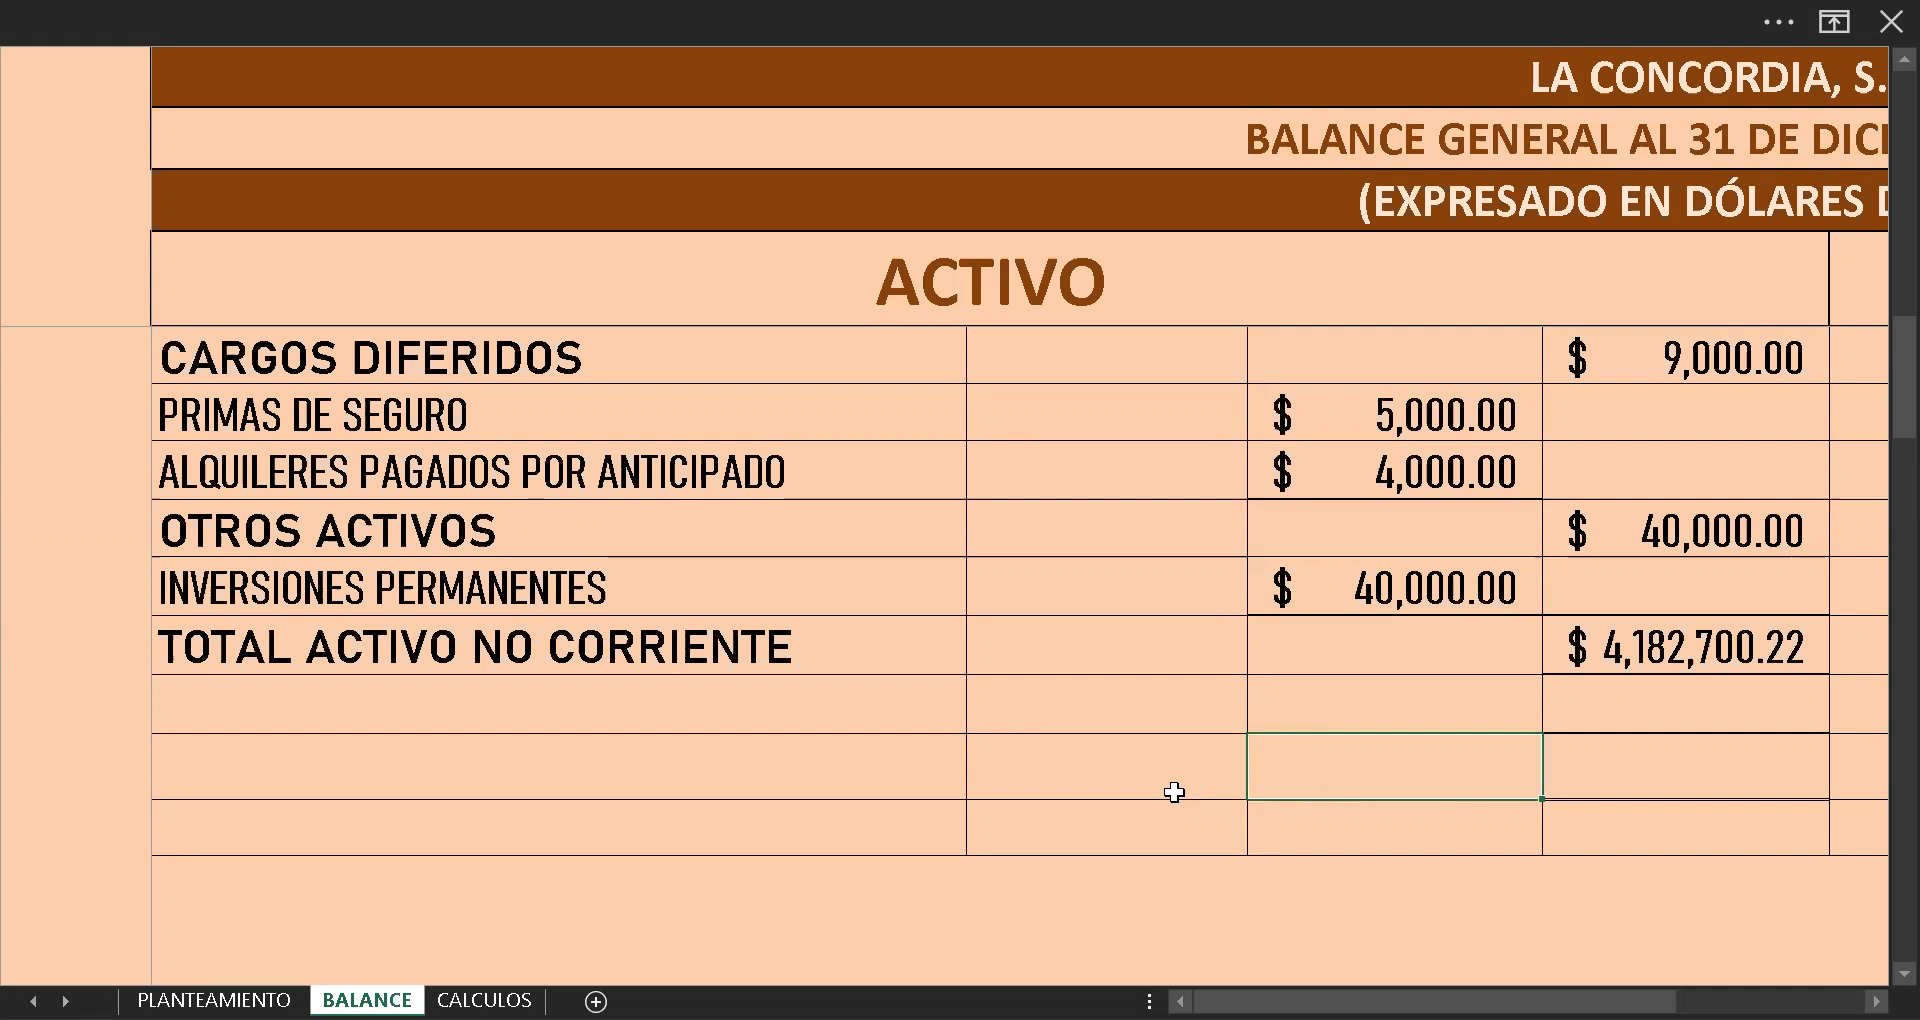 LA CONCORDIA, S.
BALANCE GENERAL AL 31 DE DICI
(EXPRESADO EN DÓLARES D
ACTIVO
CARGOS DIFERIDOS $ 9,000.00
PRIMAS DE SEGURO $ 5,000.00
ALQUILERES PAGADOS POR ANTICIPADO $ 4,000.00
OTROS ACTIVOS $ 40,000.00
INVERSIONES PERMANENTES $ 40,000.00
TOTAL ACTIVO NO CORRIENTE $ 4,182,700.22
PLANTEAMIENTO BALANCE CALCULOS